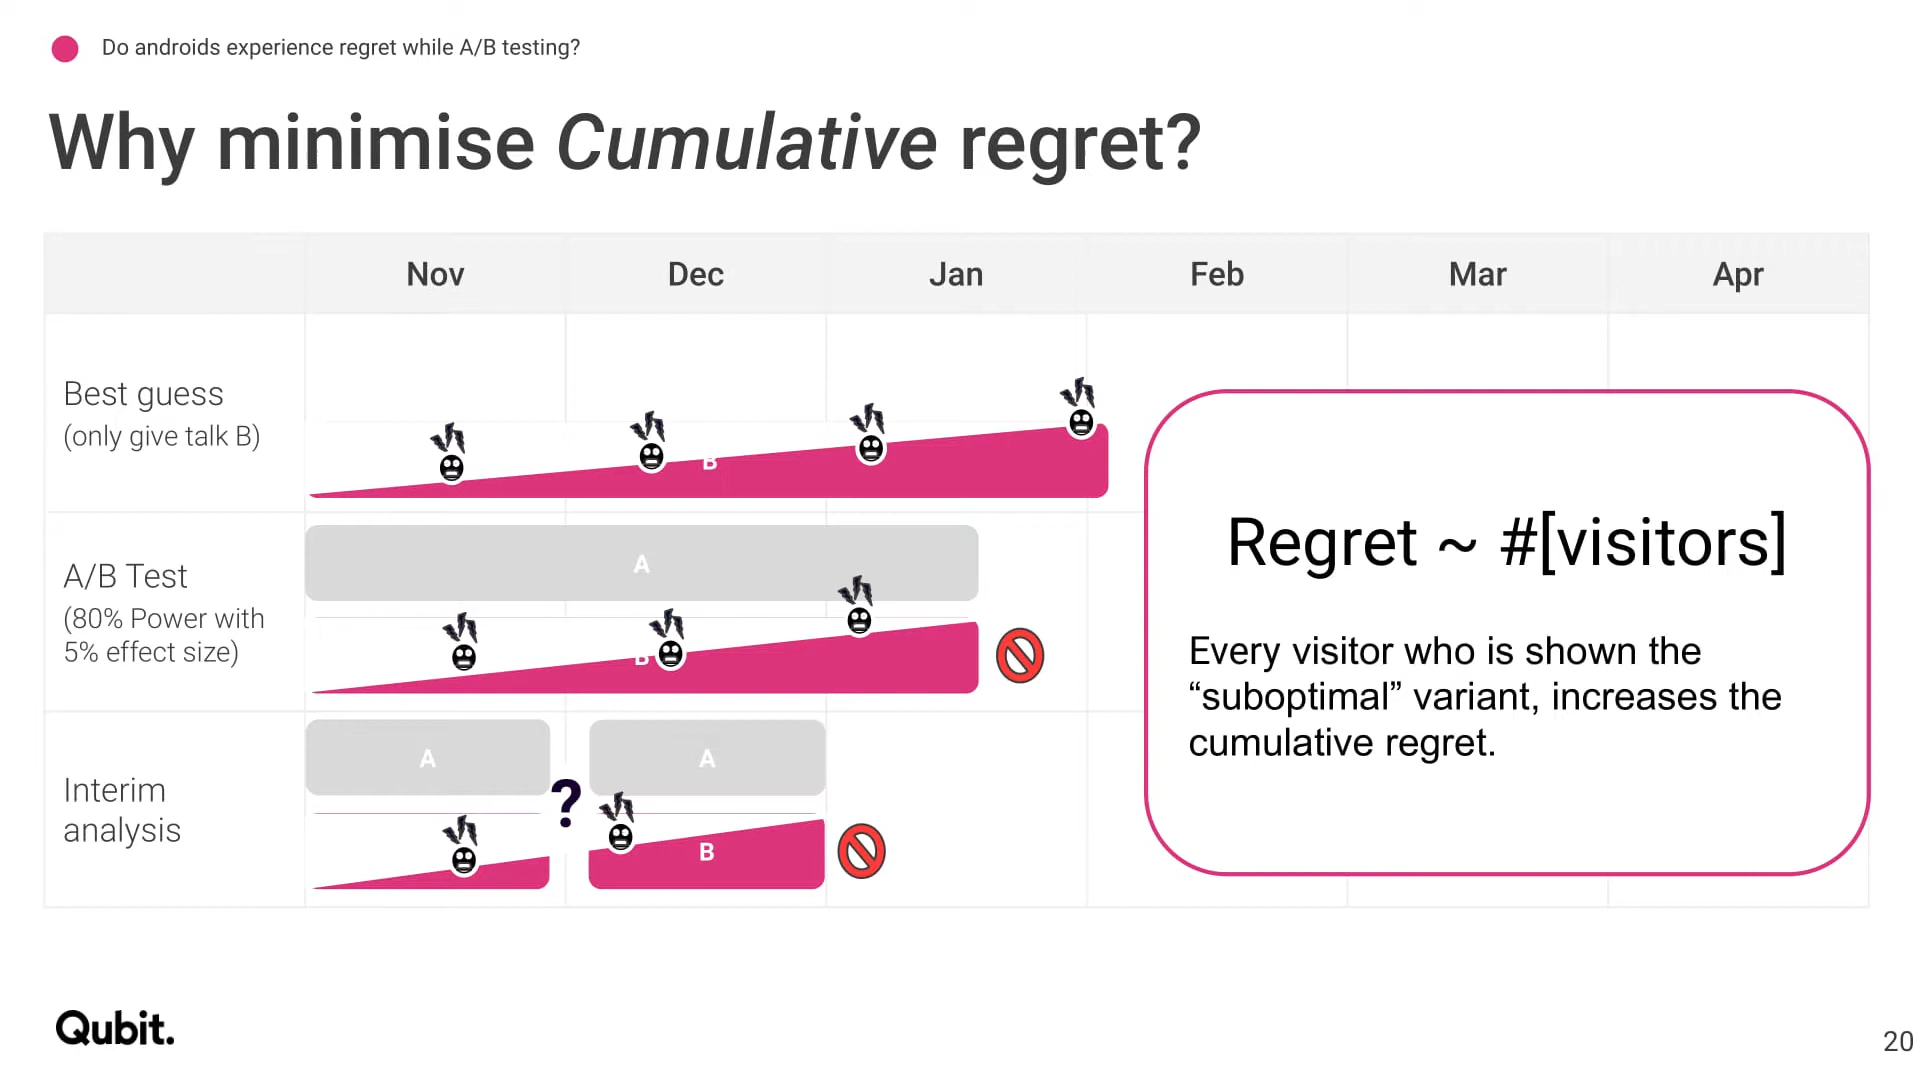 Do androids experience regret while A/B testing?
Why minimise Cumulative regret?
Nov Dec Jan Feb Mar Apr
Best guess
(only give talk B)
B
A/B Test
(80% Power with
5% effect size)
A
B
Interim
analysis
A
?
A
B
Regret ~ #[visitors]
Every visitor who is shown the
“suboptimal” variant, increases the
cumulative regret.
Qubit.
20